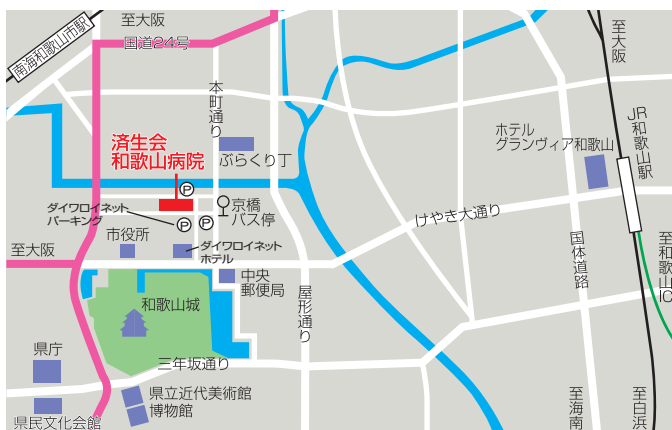 至大阪
国道24号
南海和歌山市駅
至大阪
JR和歌山駅
本町通り
済生会
和歌山病院
ぶらくり丁
ホテル
グランヴィア和歌山
P
ダイワロイネット
パーキング
P
P
京橋
バス停
けやき大通り
市役所
至大阪
ダイワロイネット
ホテル
中央
郵便局
国体道路
至和歌山IC
和歌山城
屋形通り
県庁
三年坂通り
県立近代美術館
博物館
県民文化会館
至海南
至白浜